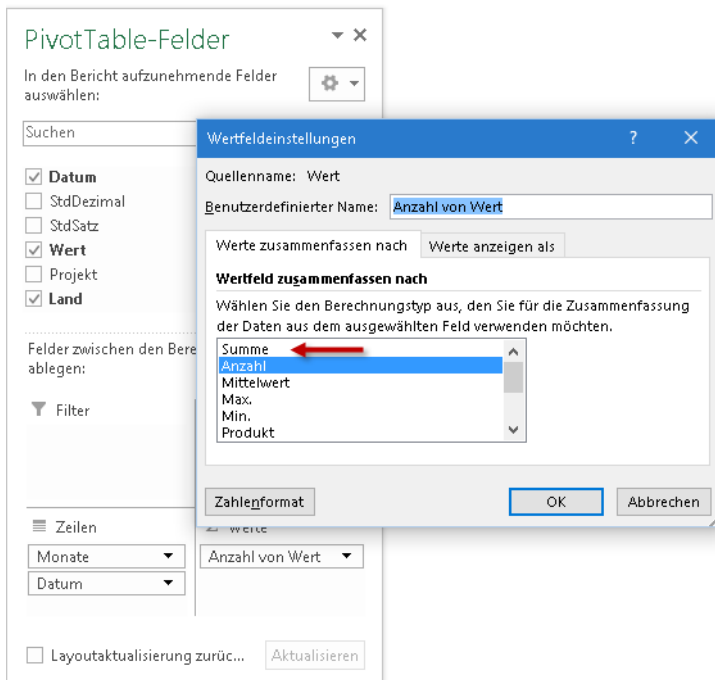 PivotTable-Felder
In den Bericht aufzunehmende Felder
auswählen:
Suchen
Datum
StdDezimal
StdSatz
Wert
Projekt
Land
Felder zwischen den Bere
ablegen:
Filter
Zeilen
Werte
Monate
Anzahl von Wert
Datum
Layoutaktualisierung zurüc...
Aktualisieren
Wertfeldeinstellungen
?
Quellenname: Wert
Benutzerdefinierter Name: Anzahl von Wert
Werte zusammenfassen nach
Werte anzeigen als
Wertfeld zusammenfassen nach
Wählen Sie den Berechnungstyp aus, den Sie für die Zusammenfassung
der Daten aus dem ausgewählten Feld verwenden möchten.
Summe
Anzahl
Mittelwert
Max.
Min.
Produkt
Zahlenformat
OK
Abbrechen